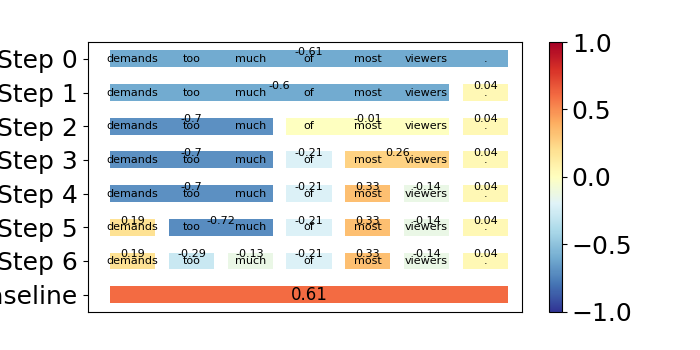 -0.61
Step 0 demands too much of most viewers .
-0.6 0.04
Step 1 demands too much of most viewers .
-0.7 -0.01 0.04
Step 2 demands too much of most viewers .
-0.7 -0.21 0.26 0.04
Step 3 demands too much of most viewers .
-0.7 -0.21 0.33 -0.14 0.04
Step 4 demands too much of most viewers .
0.19 -0.72 -0.21 0.33 -0.14 0.04
Step 5 demands too much of most viewers .
0.19 -0.29 -0.13 -0.21 0.33 -0.14 0.04
Step 6 demands too much of most viewers .
aseline 0.61
1.0
0.5
0.0
−0.5
−1.0